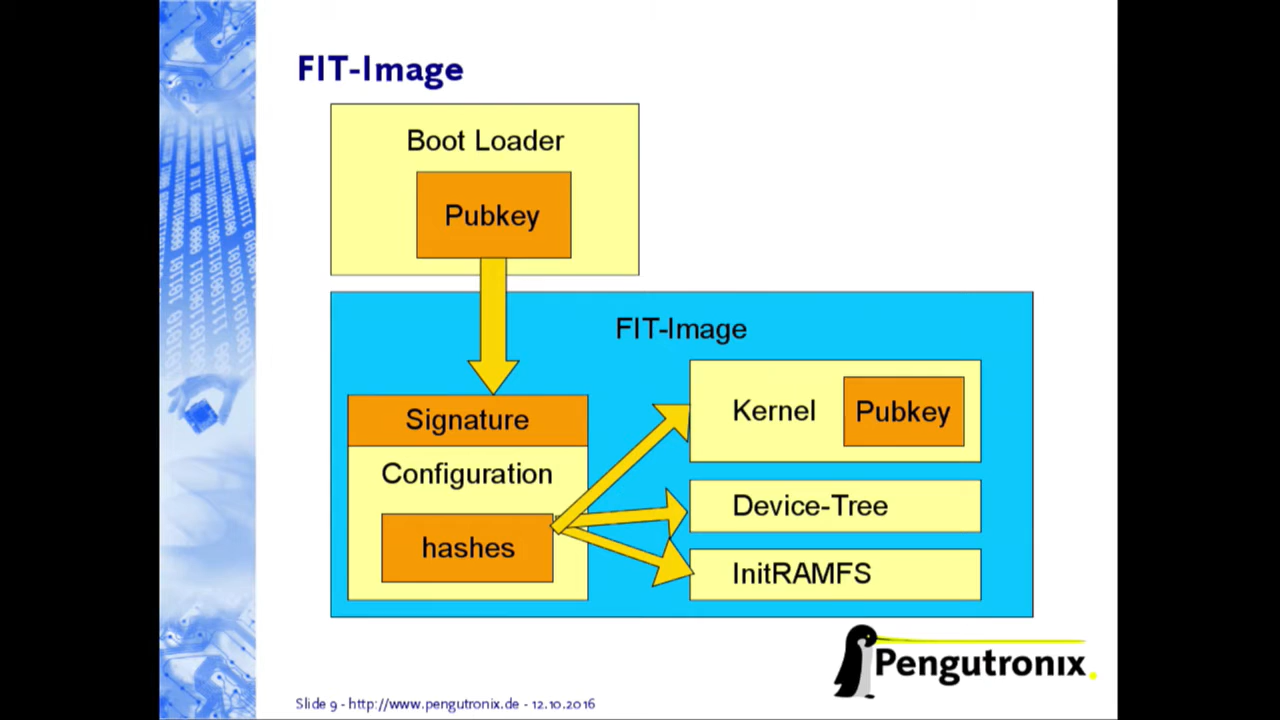 FIT-Image
Boot Loader
Pubkey
FIT-Image
Signature
Configuration
hashes
Kernel
Pubkey
Device-Tree
InitRAMFS
Pengutronix.
Slide 9 - http://www.pengutronix.de - 12.10.2016